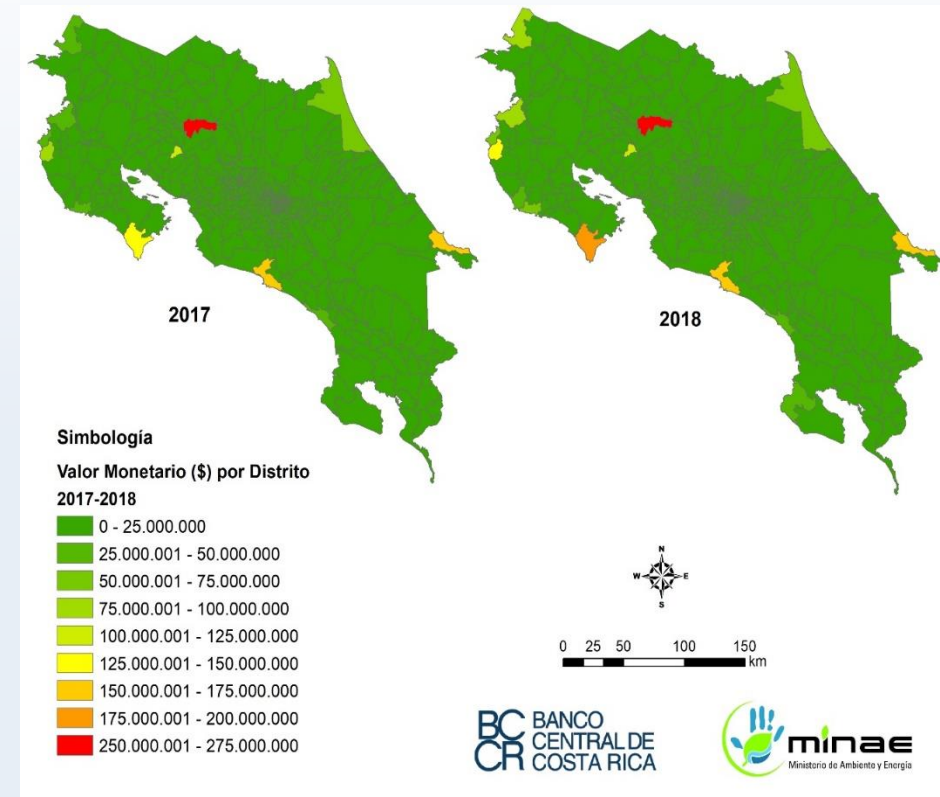 2017
2018
Simbología
Valor Monetario ($) por Distrito
2017-2018
0 - 25.000.000
25.000.001 - 50.000.000
50.000.001 - 75.000.000
75.000.001 - 100.000.000
100.000.001 - 125.000.000
125.000.001 - 150.000.000
150.000.001 - 175.000.000
175.000.001 - 200.000.000
250.000.001 - 275.000.000
N
W E
S
0 25 50 100 150
km
BC BANCO
CR CENTRAL DE
COSTA RICA
minae
Ministerio de Ambiente y Energía